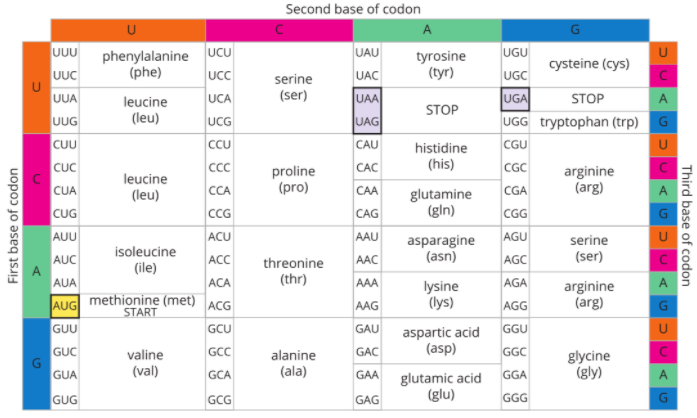 Second base of codon
U C A G
First base of codon
Third base of codon
U
UUU phenylalanine UCU UAU tyrosine UGU cysteine (cys) U
UUC (phe) UCC serine UAC (tyr) UGC C
UUA leucine UCA (ser) UAA STOP UGA STOP A
UUG (leu) UCG UAG UGG tryptophan (trp) G
C
CUU CCU CAU histidine CGU U
CUC leucine CCC proline CAC (his) CGC arginine C
CUA (leu) CCA (pro) CAA glutamine CGA (arg) A
CUG CCG CAG (gln) CGG G
A
AUU isoleucine ACU AAU asparagine AGU serine U
AUC (ile) ACC threonine AAC (asn) AGC (ser) C
AUA ACA (thr) AAA lysine AGA arginine A
AUG methionine (met) ACG AAG (lys) AGG (arg) G
START
G
GUU GCU GAU aspartic acid GGU U
GUC valine GCC alanine GAC (asp) GGC glycine C
GUA (val) GCA (ala) GAA glutamic acid GGA (gly) A
GUG GCG GAG (glu) GGG G